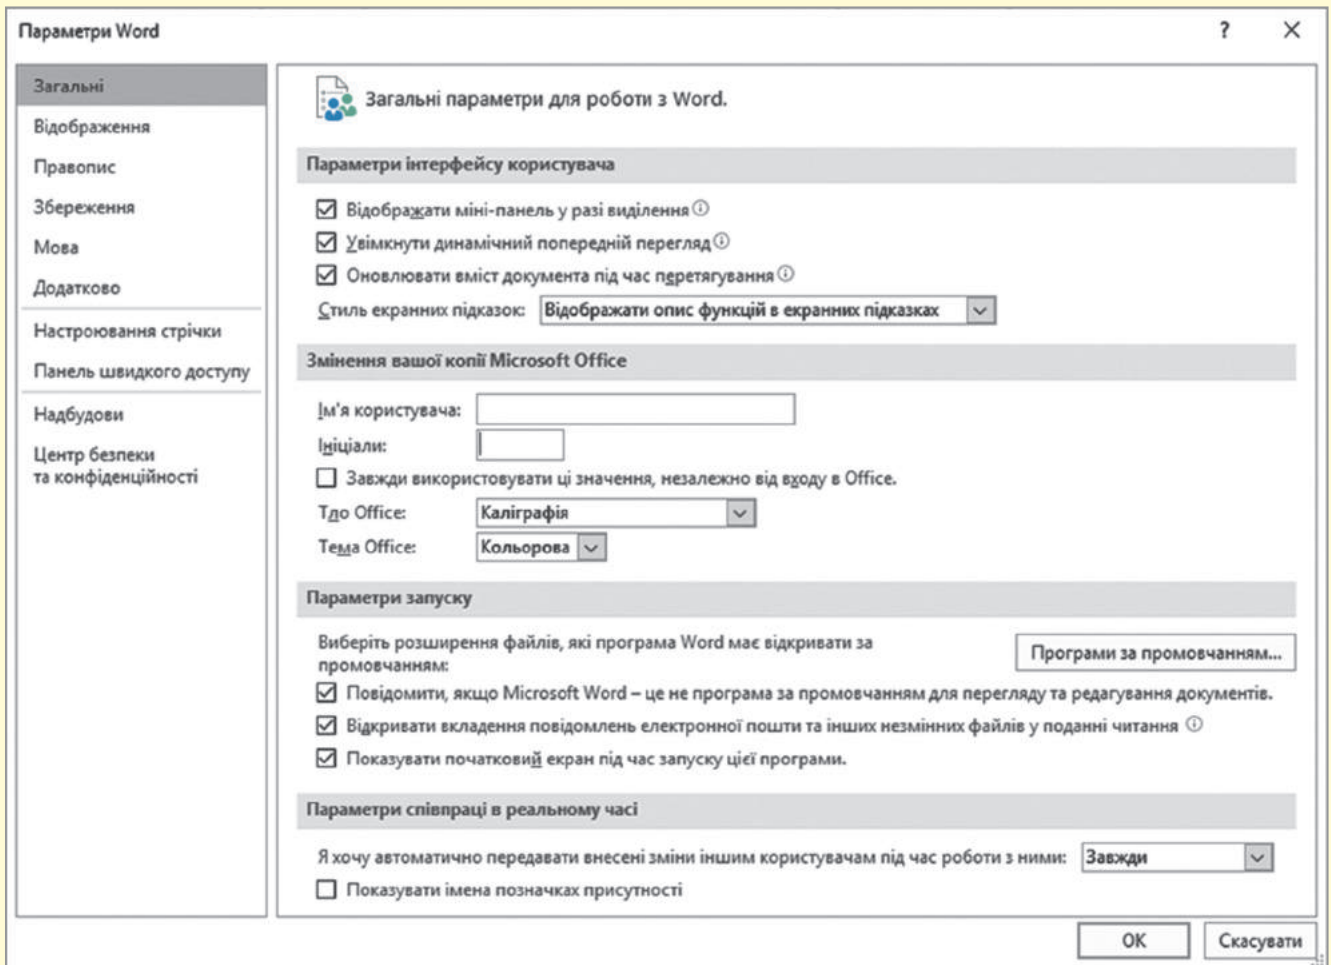 Параметри Word
?
Загальні
Відображення
Правопис
Збереження
Мова
Додатково
Настроювання стрічки
Панель швидкого доступу
Надбудови
Центр безпеки
та конфіденційності
Загальні параметри для роботи з Word.
Параметри інтерфейсу користувача
Відображати міні-панель у разі виділення
Увімкнути динамічний попередній перегляд
Оновлювати вміст документа під час перетягування
Стиль екранних підказок: Відображати опис функцій в екранних підказках
Змінення вашої копії Microsoft Office
Ім'я користувача:
Ініціали:
Завжди використовувати ці значення, незалежно від входу в Office.
Тло Office: Каліграфія
Тема Office: Кольорова
Параметри запуску
Виберіть розширення файлів, які програма Word має відкривати за
промовчанням:
Програми за промовчанням...
Повідомити, якщо Microsoft Word – це не програма за промовчанням для перегляду та редагування документів.
Відкривати вкладення повідомлень електронної пошти та інших незмінних файлів у поданні читання
Показувати початковий екран під час запуску цієї програми.
Параметри співпраці в реальному часі
Я хочу автоматично передавати внесені зміни іншим користувачам під час роботи з ними: Завжди
Показувати імена позначках присутності
ОК
Скасувати